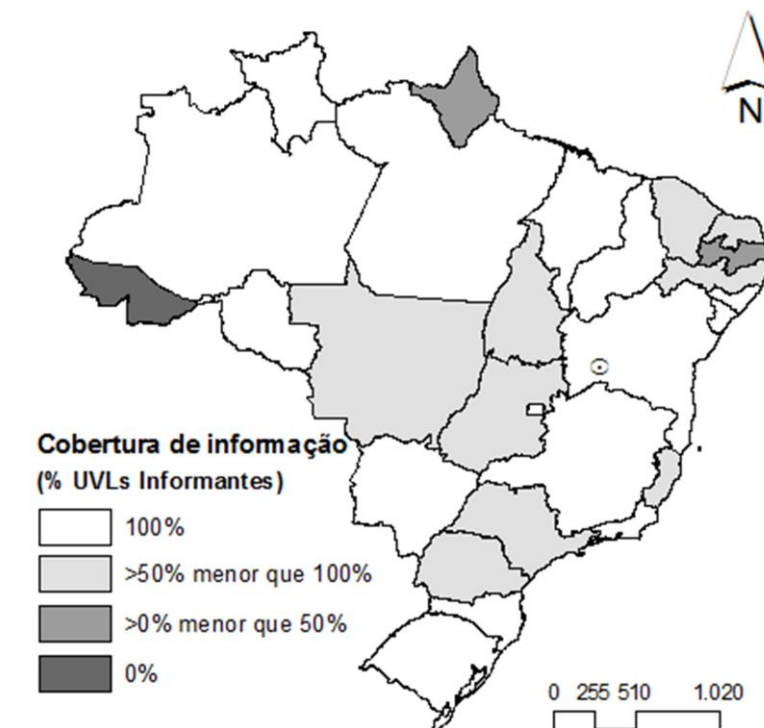 N
Cobertura de informação
(% UVLs Informantes)
100%
>50% menor que 100%
>0% menor que 50%
0%
0 255 510 1.020